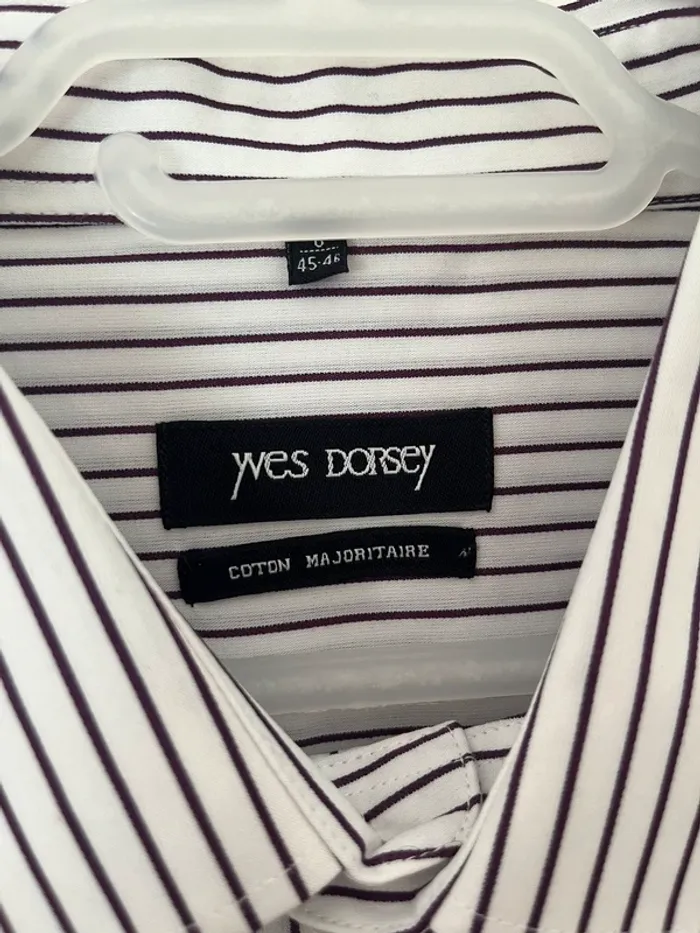 45-46
YVES DORSEY
COTON MAJORITAIRE